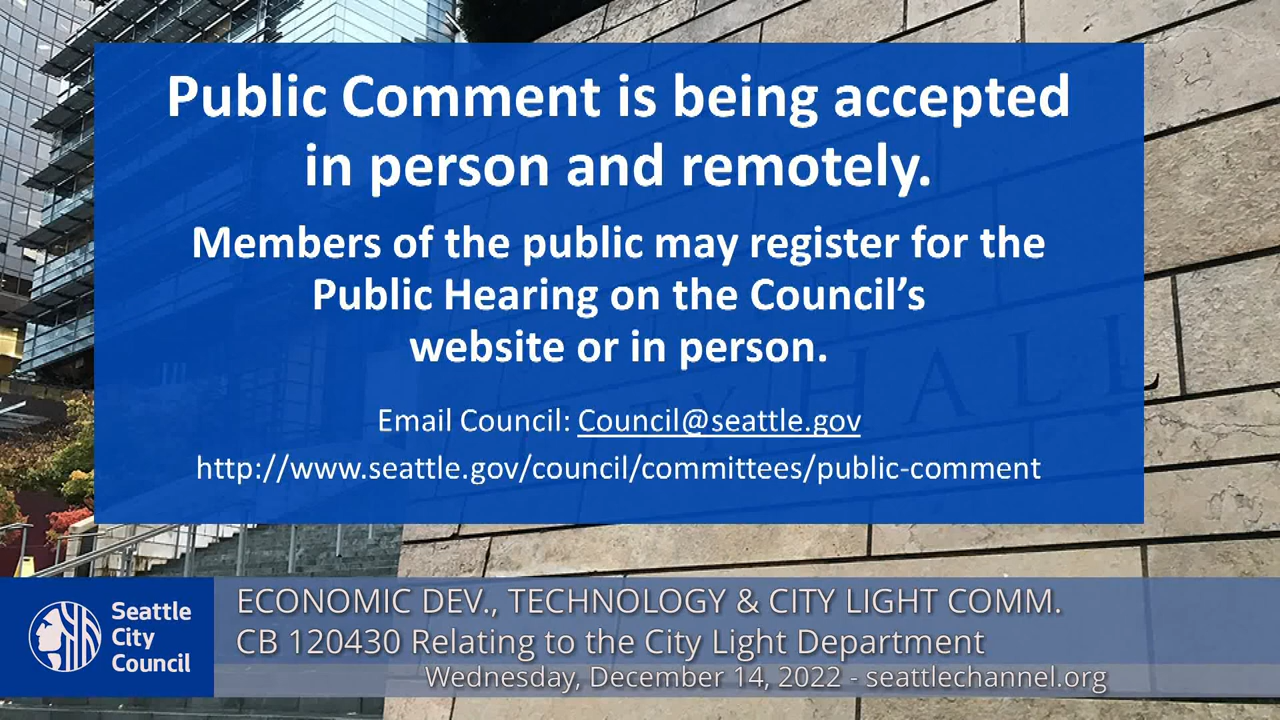 Public Comment is being accepted
in person and remotely.
Members of the public may register for the
Public Hearing on the Council's
website or in person.
CITY HALL
Email Council: Council@seattle.gov
http://www.seattle.gov/council/committees/public-comment
Seattle
City
Council
ECONOMIC DEV., TECHNOLOGY & CITY LIGHT COMM.
CB 120430 Relating to the City Light Department
Wednesday, December 14, 2022 - seattlechannel.org